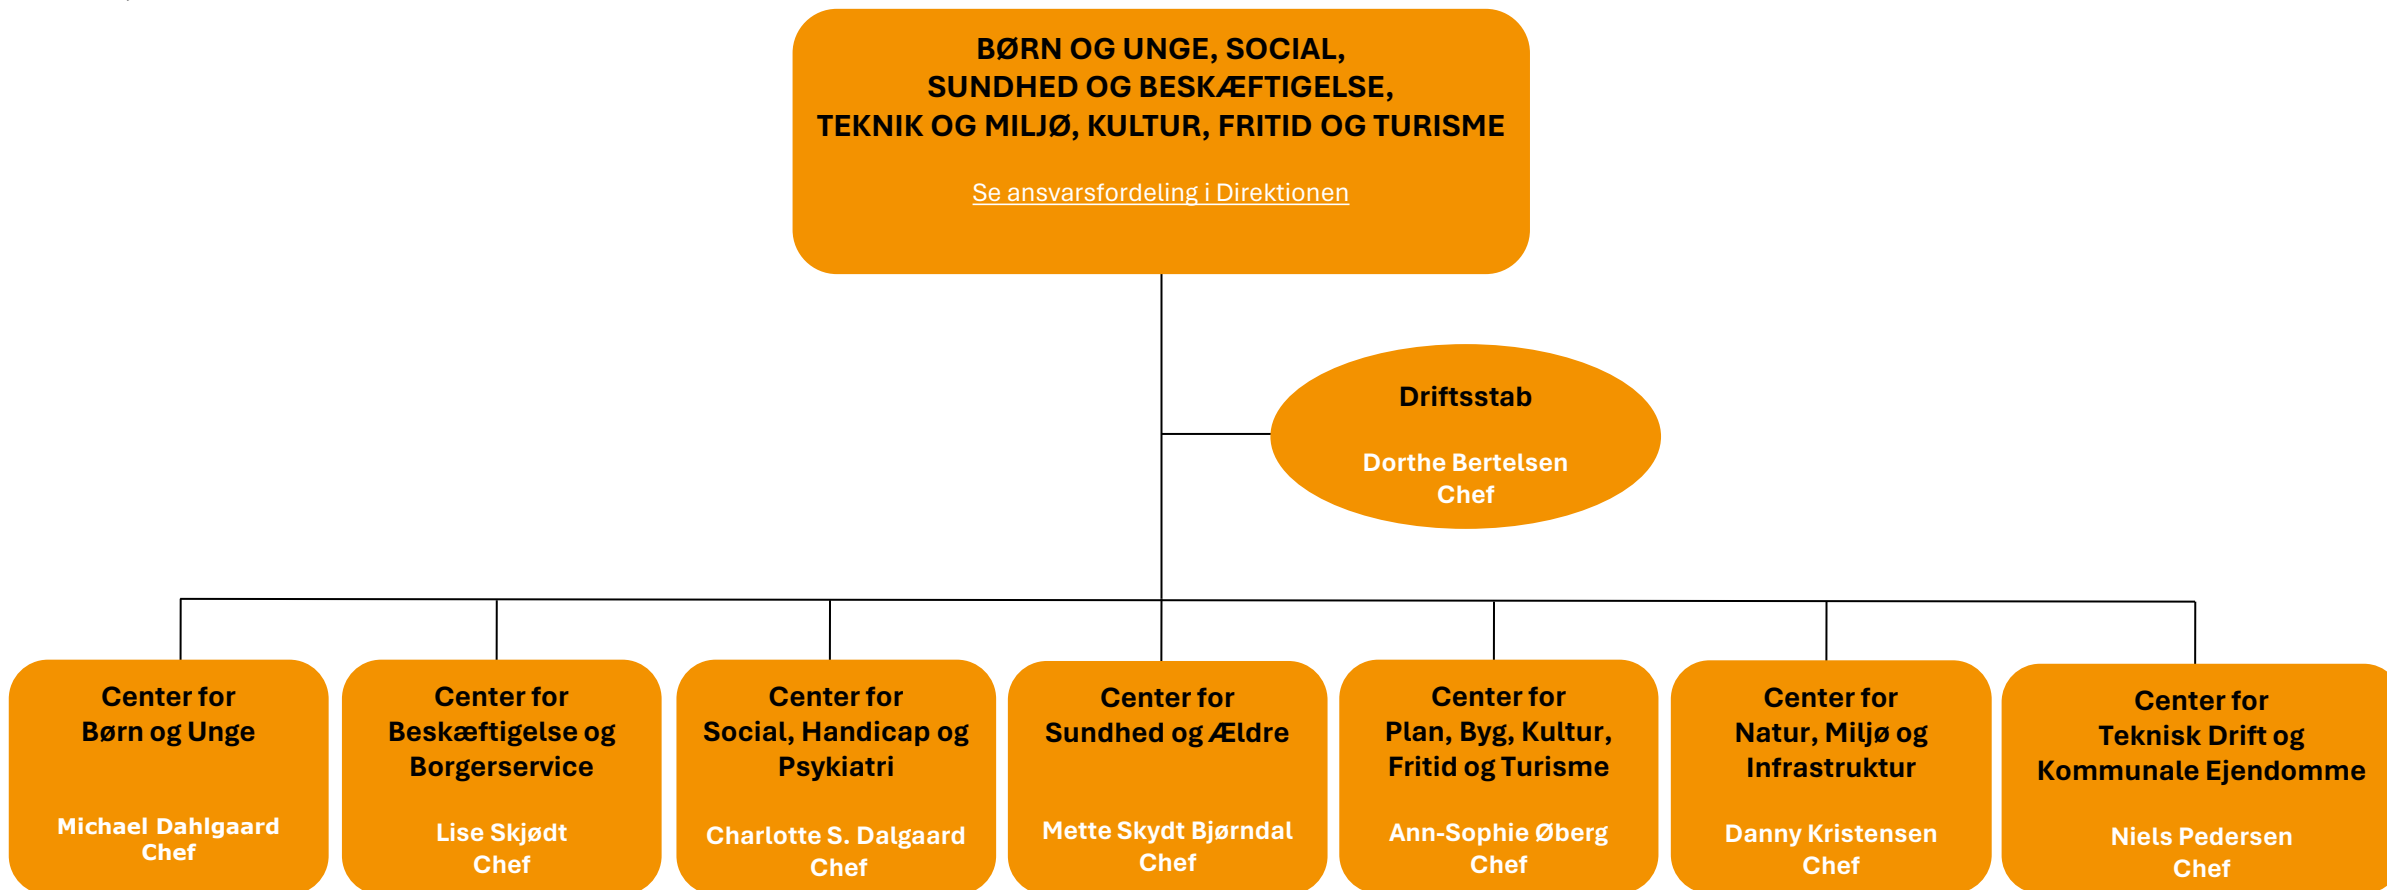 BØRN OG UNGE, SOCIAL,
SUNDHED OG BESKÆFTIGELSE,
TEKNIK OG MILJØ, KULTUR, FRITID OG TURISME
Se ansvarsfordeling i Direktionen
Driftsstab
Dorthe Bertelsen
Chef
Center for
Børn og Unge
Michael Dahlgaard
Chef
Center for
Beskæftigelse og
Borgerservice
Lise Skjødt
Chef
Center for
Social, Handicap og
Psykiatri
Charlotte S. Dalgaard
Chef
Center for
Sundhed og Ældre
Mette Skydt Bjørndal
Chef
Center for
Plan, Byg, Kultur,
Fritid og Turisme
Ann-Sophie Øberg
Chef
Center for
Natur, Miljø og
Infrastruktur
Danny Kristensen
Chef
Center for
Teknisk Drift og
Kommunale Ejendomme
Niels Pedersen
Chef